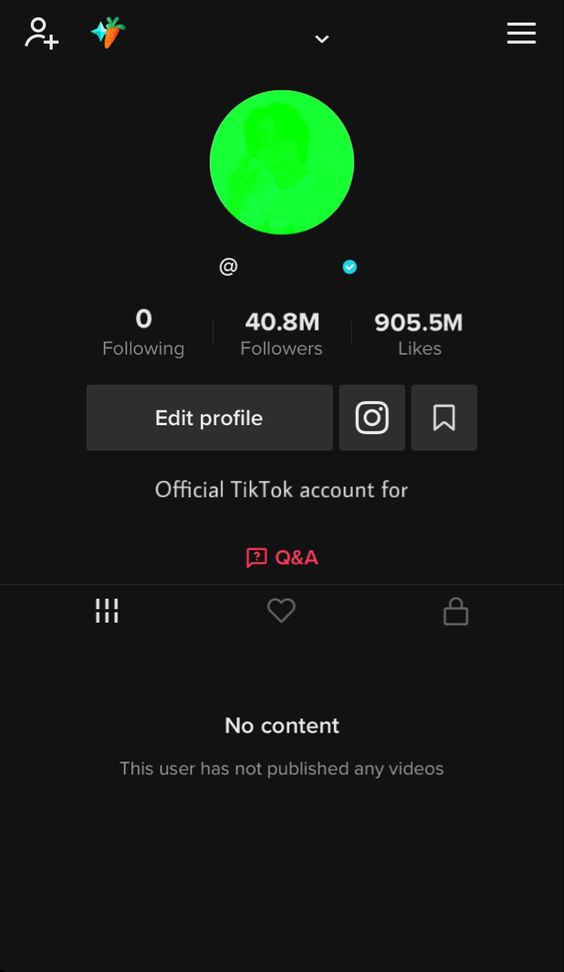 @
0 40.8M 905.5M
Following Followers Likes
Edit profile
Official TikTok account for
Q&A
No content
This user has not published any videos